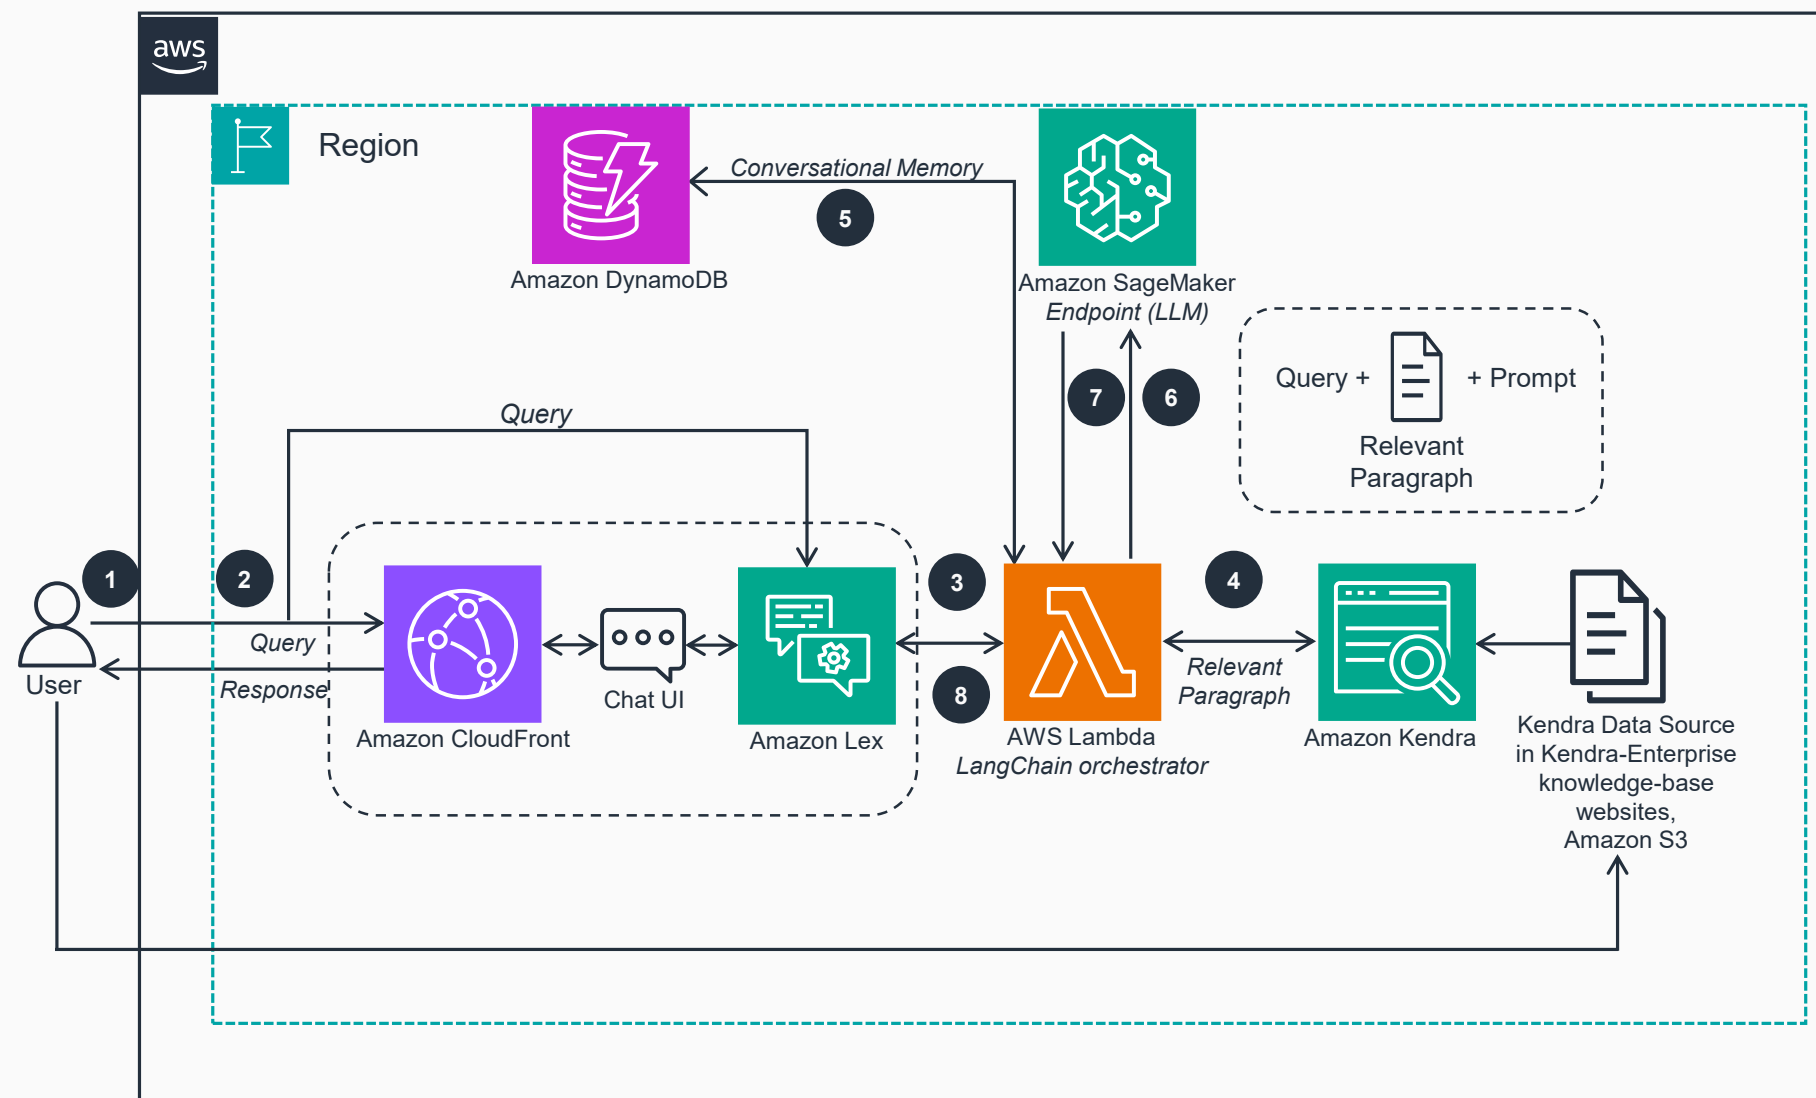 aws
Region
Conversational Memory
5
Amazon DynamoDB
Amazon SageMaker
Endpoint (LLM)
7
6
Query +
+ Prompt
Relevant
Paragraph
Query
1
2
Query
Response
User
Amazon CloudFront
Chat UI
Amazon Lex
3
8
AWS Lambda
LangChain orchestrator
4
Relevant
Paragraph
Amazon Kendra
Kendra Data Source
in Kendra-Enterprise
knowledge-base
websites,
Amazon S3